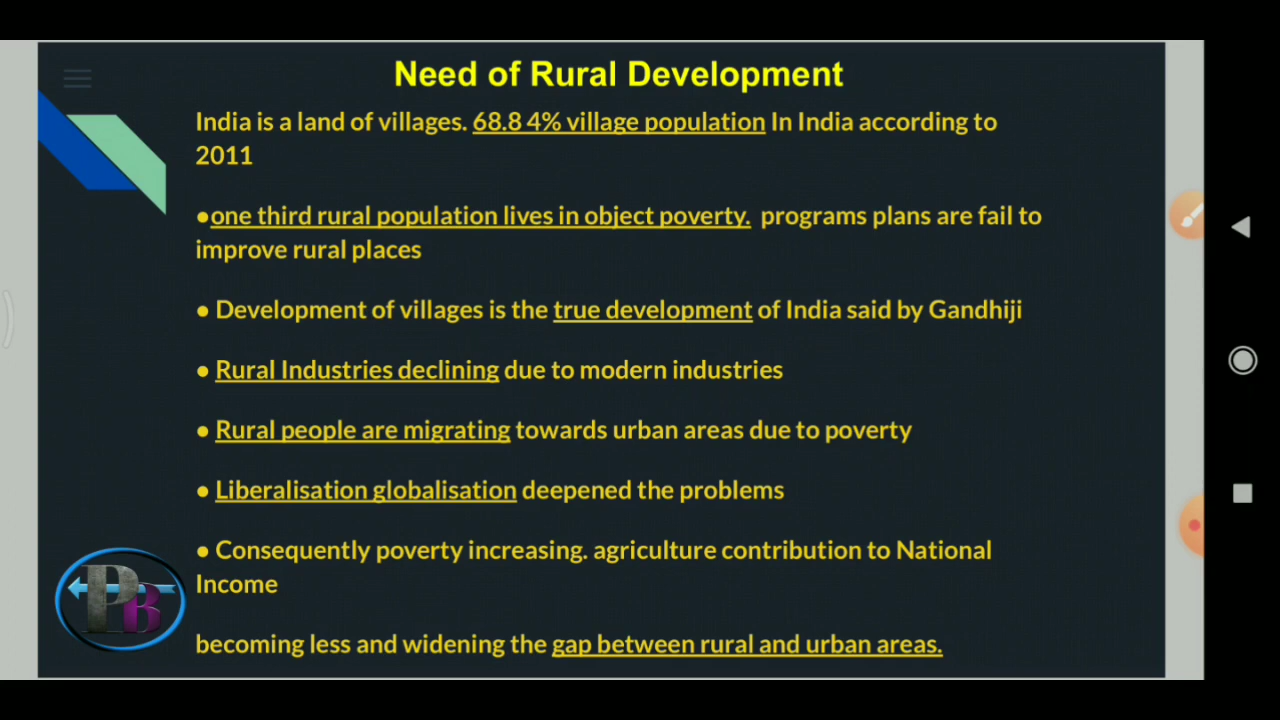 Need of Rural Development
India is a land of villages. 68.8 4% village population In India according to
2011
●one third rural population lives in object poverty. programs plans are fail to
improve rural places
● Development of villages is the true development of India said by Gandhiji
● Rural Industries declining due to modern industries
● Rural people are migrating towards urban areas due to poverty
● Liberalisation globalisation deepened the problems
● Consequently poverty increasing. agriculture contribution to National
Income
becoming less and widening the gap between rural and urban areas.
PB